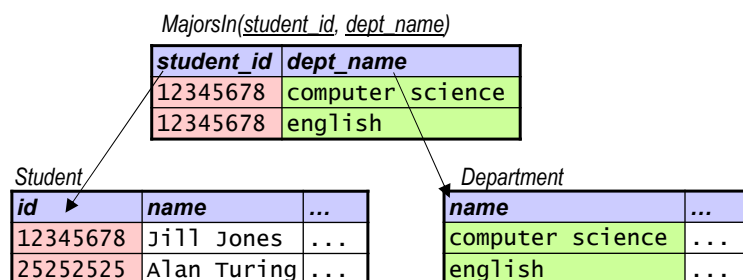 MajorsIn(student_id, dept_name)
student_id dept_name
12345678 computer science
12345678 english
Student
id name ...
12345678 Jill Jones ...
25252525 Alan Turing ...
Department
name ...
computer science ...
english ...